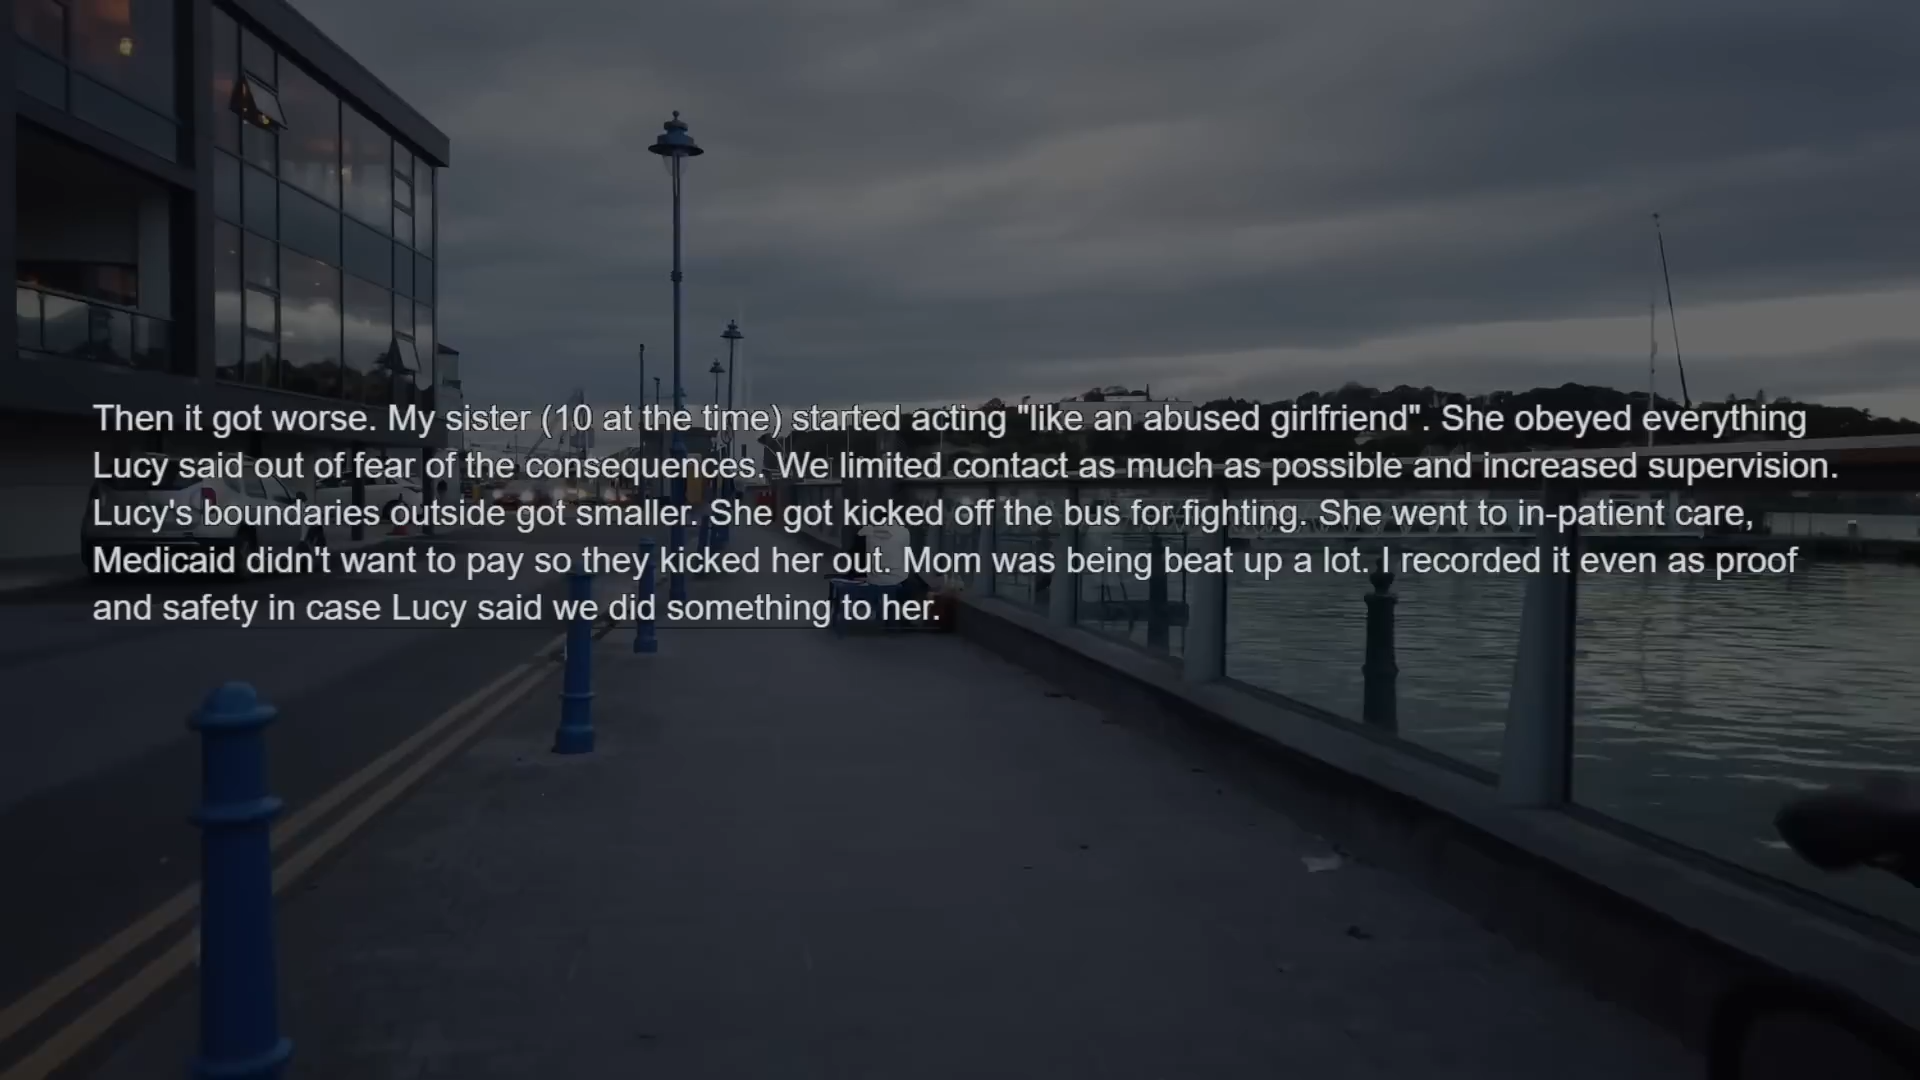 Then it got worse. My sister (10 at the time) started acting "like an abused girlfriend". She obeyed everything
Lucy said out of fear of the consequences. We limited contact as much as possible and increased supervision.
Lucy's boundaries outside got smaller. She got kicked off the bus for fighting. She went to in-patient care,
Medicaid didn't want to pay so they kicked her out. Mom was being beat up a lot. I recorded it even as proof
and safety in case Lucy said we did something to her.